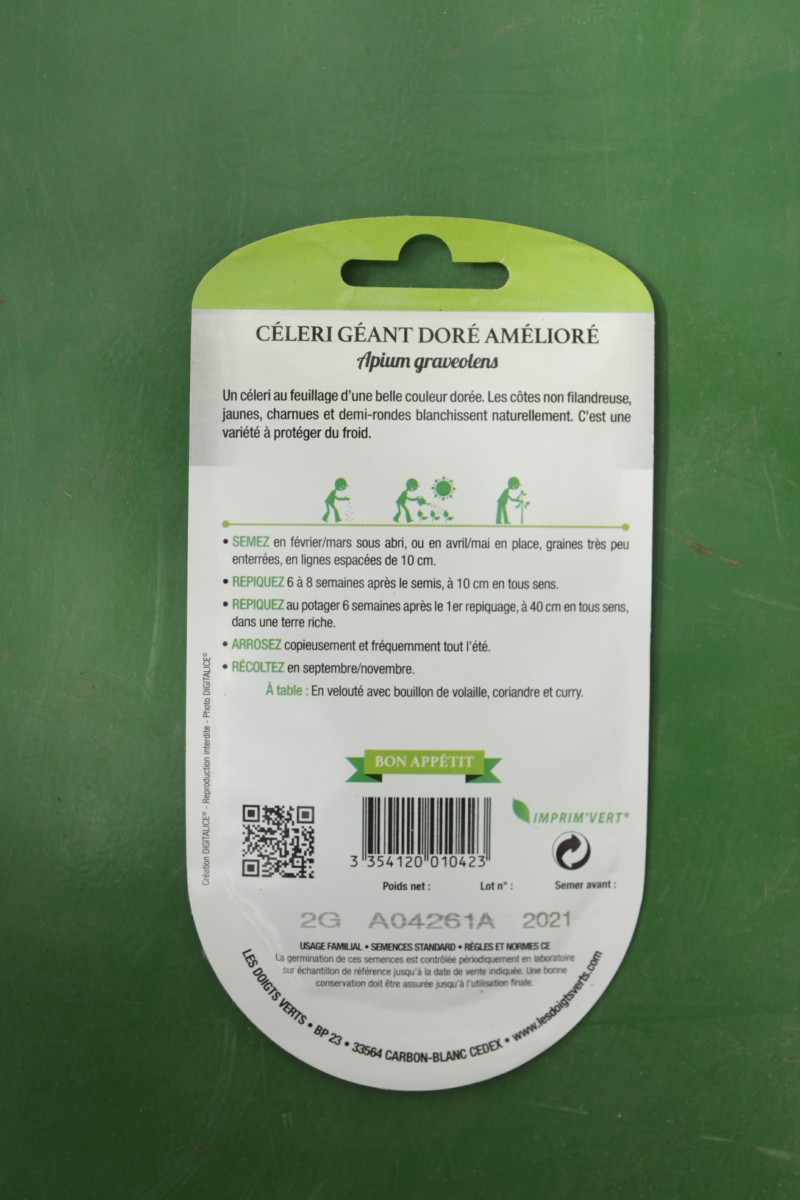 CÉLERI GÉANT DORÉ AMÉLIORÉ
Apium graveolens
Un céleri au feuillage d'une belle couleur dorée. Les côtes non filandreuse,
jaunes, charnues et demi-rondes blanchissent naturellement. C'est une
variété à protéger du froid.
• SEMEZ en février/mars sous abri, ou en avril/mai en place, graines très peu
enterrées, en lignes espacées de 10 cm.
• REPIQUEZ 6 à 8 semaines après le semis, à 10 cm en tous sens.
• REPIQUEZ au potager 6 semaines après le 1er repiquage, à 40 cm en tous sens,
dans une terre riche.
• ARROSEZ copieusement et fréquemment tout l'été.
• RÉCOLTEZ en septembre/novembre.
À table : En velouté avec bouillon de volaille, coriandre et curry.
Création DIGITALICE® - Reproduction interdite - Photo DIGITALICE®
BON APPÉTIT
IMPRIM'VERT®
3 354120 010423
Poids net : Lot n° : Semer avant :
2G A04261A 2021
USAGE FAMILIAL • SEMENCES STANDARD • RÈGLES ET NORMES CE
La germination de ces semences est contrôlée périodiquement en laboratoire
sur échantillon de référence jusqu'à la date de vente indiquée. Une bonne
conservation doit être assurée jusqu'à l'utilisation finale.
LES DOIGTS VERTS • BP 23 • 33564 CARBON-BLANC CEDEX • www.lesdoigtsverts.com